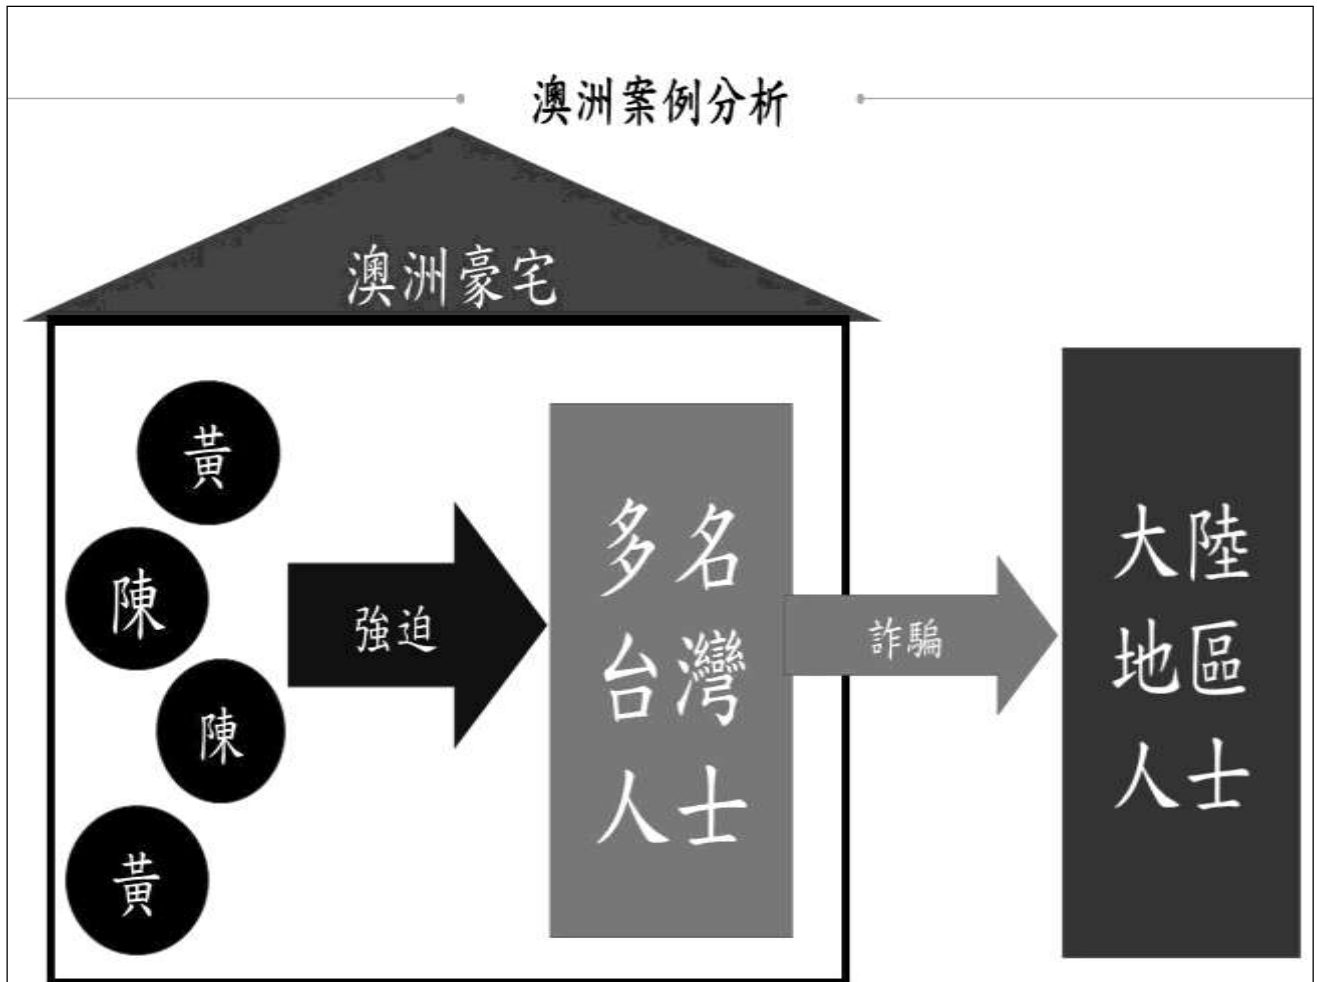 澳洲案例分析
澳洲豪宅
黃
陳
陳
黃
強迫
多名
台灣
人士
詐騙
大陸
地區
人士